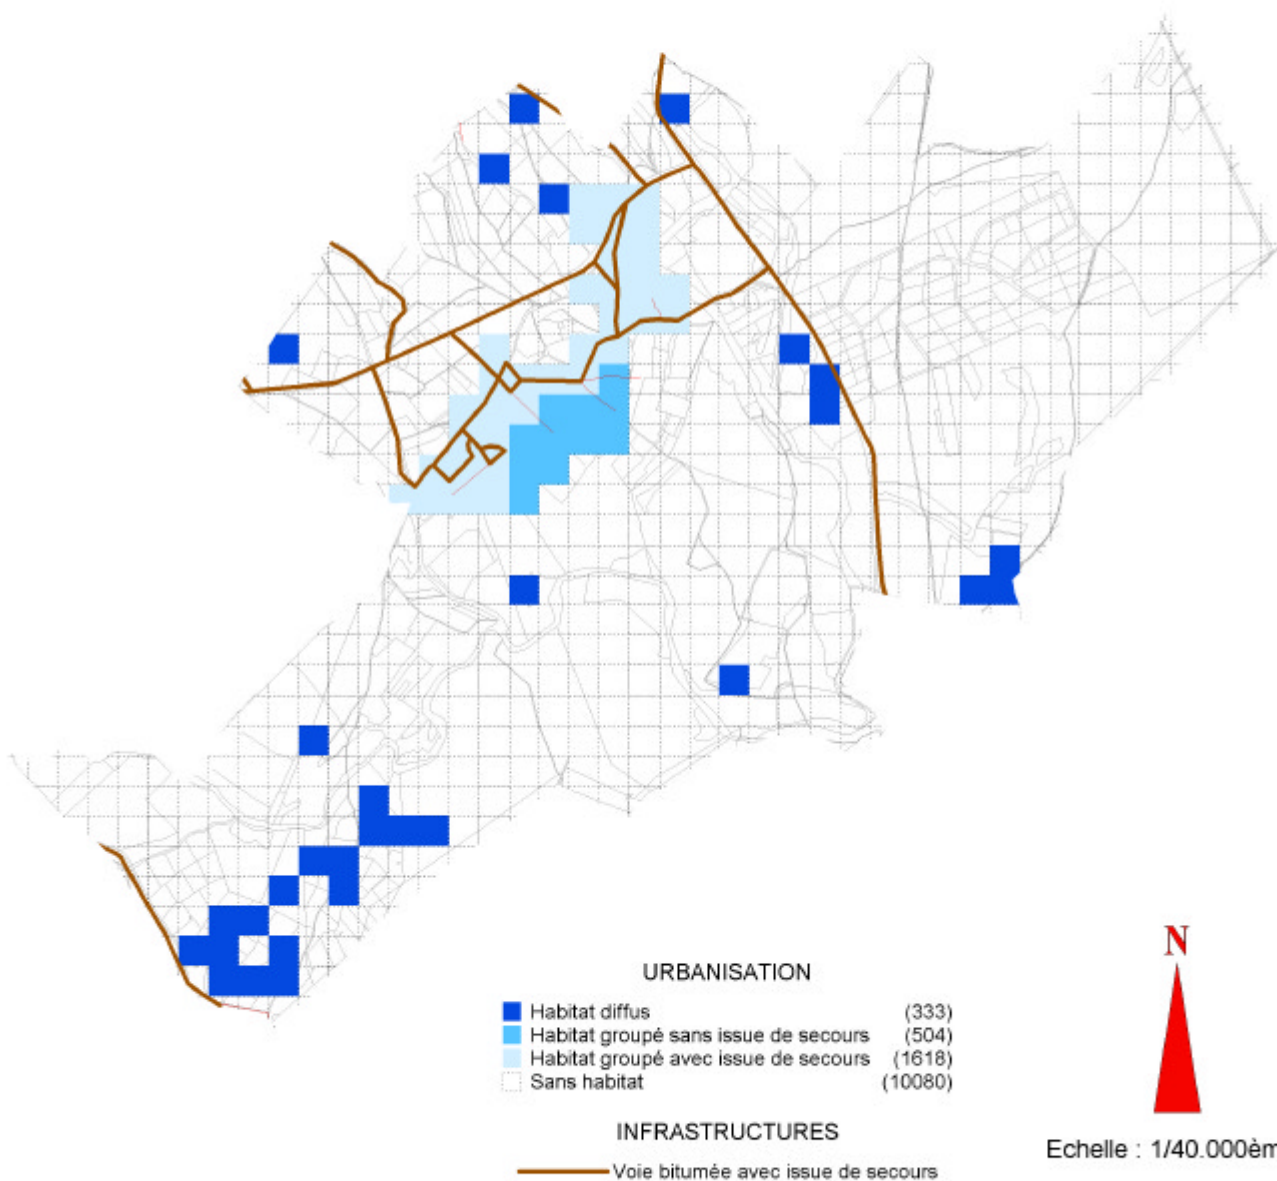 URBANISATION
Habitat diffus (333)
Habitat groupé sans issue de secours (504)
Habitat groupé avec issue de secours (1618)
Sans habitat (10080)
INFRASTRUCTURES
Voie bitumée avec issue de secours
N
Echelle : 1/40.000èm